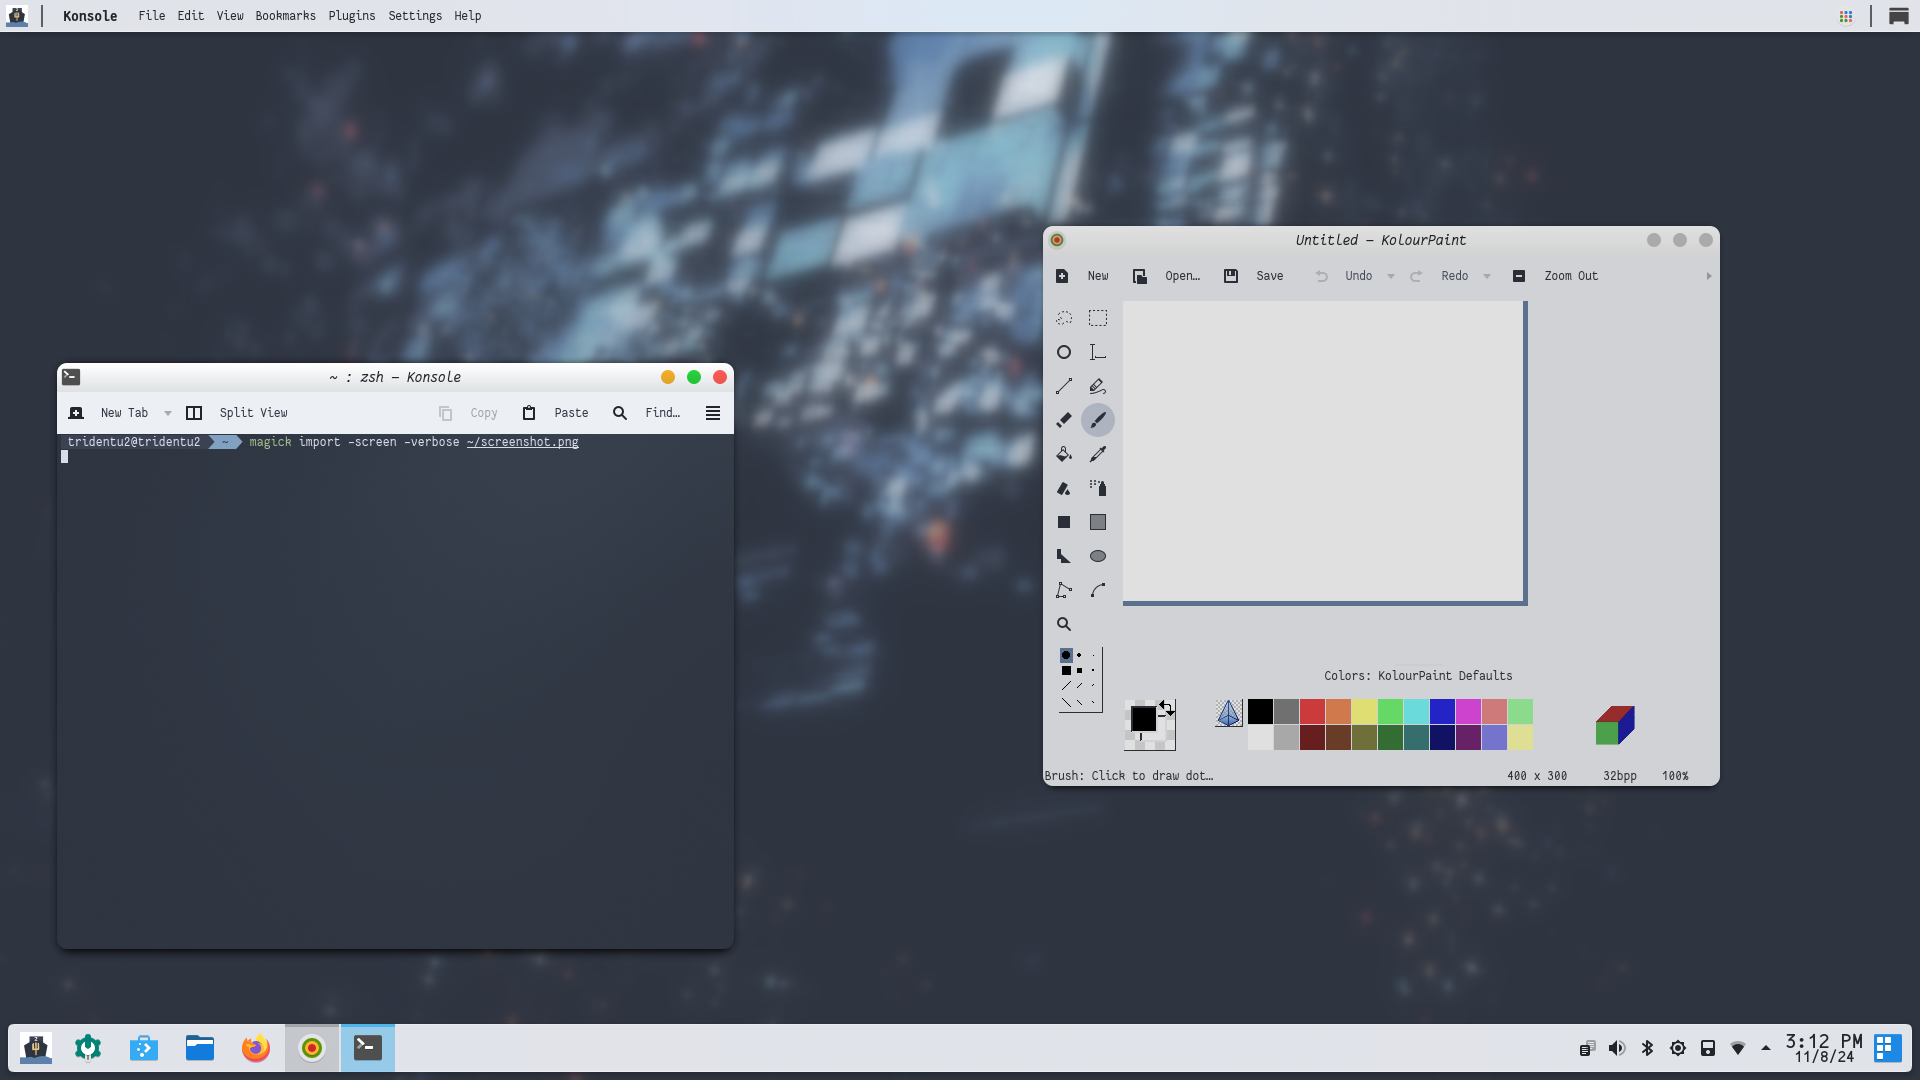 Konsole File Edit View Bookmarks Plugins Settings Help
Untitled — KolourPaint
New Open... Save Undo Redo Zoom Out
~ : zsh — Konsole
New Tab Split View Copy Paste Find...
tridentu2@tridentu2 ~ magick import -screen -verbose ~/screenshot.png
Colors: KolourPaint Defaults
Brush: Click to draw dot... 400 x 300 32bpp 100%
3:12 PM
11/8/24